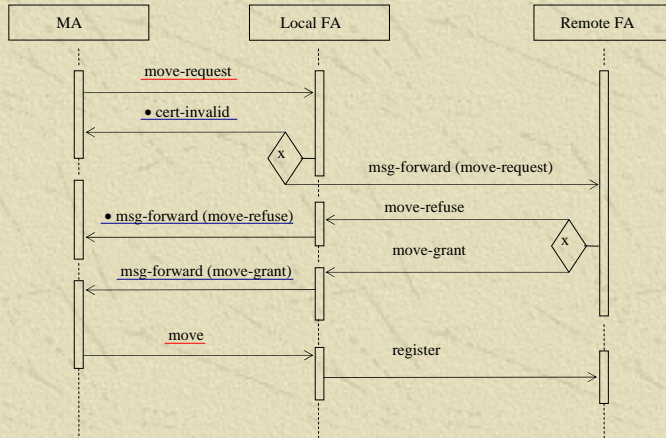 MA
Local FA
Remote FA
move-request
• cert-invalid
x
msg-forward (move-request)
move-refuse
• msg-forward (move-refuse)
x
move-grant
msg-forward (move-grant)
move
register